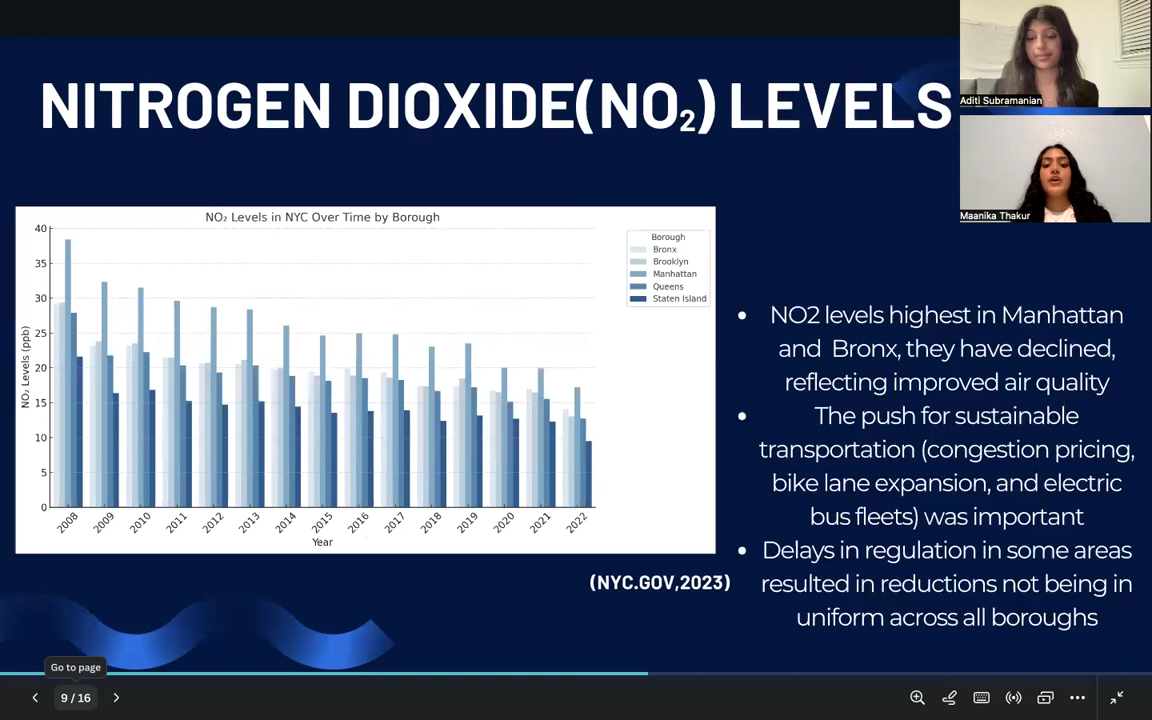 NITROGEN DIOXIDE(NO₂) LEVELS
Aditi Subramanian
Maanika Thakur
NO₂ Levels in NYC Over Time by Borough
40
35
30
25
20
15
10
5
0
NO₂ Levels (ppb)
2008 2009 2010 2011 2012 2013 2014 2015 2016 2017 2018 2019 2020 2021 2022
Year
Borough
Bronx
Brooklyn
Manhattan
Queens
Staten Island
(NYC.GOV,2023)
• NO2 levels highest in Manhattan
and Bronx, they have declined,
reflecting improved air quality
• The push for sustainable
transportation (congestion pricing,
bike lane expansion, and electric
bus fleets) was important
• Delays in regulation in some areas
resulted in reductions not being in
uniform across all boroughs
Go to page
9 / 16